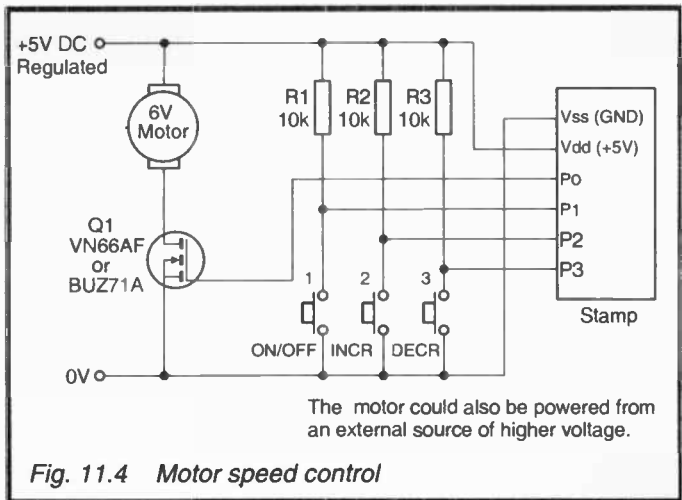 +5V DC
Regulated
6V
Motor
R1
10k
R2
10k
R3
10k
Vss (GND)
Vdd (+5V)
P0
P1
P2
P3
Stamp
Q1
VN66AF
or
BUZ71A
1
2
3
ON/OFF
INCR
DECR
0V
The motor could also be powered from
an external source of higher voltage.
Fig. 11.4 Motor speed control